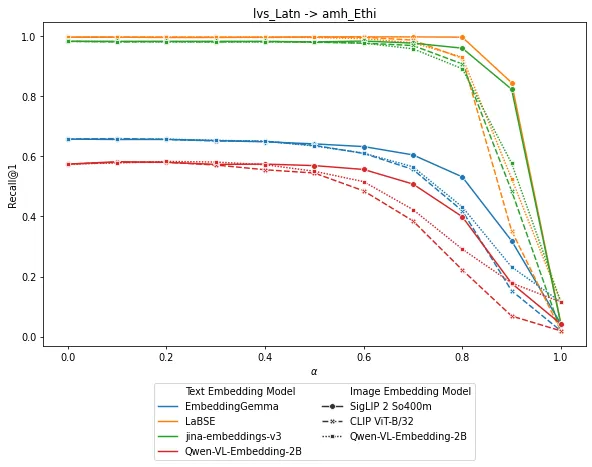 lvs_Latn -> amh_Ethi
Recall@1
1.0
0.8
0.6
0.4
0.2
0.0
0.0 0.2 0.4 0.6 0.8 1.0
α
Text Embedding Model Image Embedding Model
EmbeddingGemma SigLIP 2 So400m
LaBSE CLIP ViT-B/32
jina-embeddings-v3 Qwen-VL-Embedding-2B
Qwen-VL-Embedding-2B